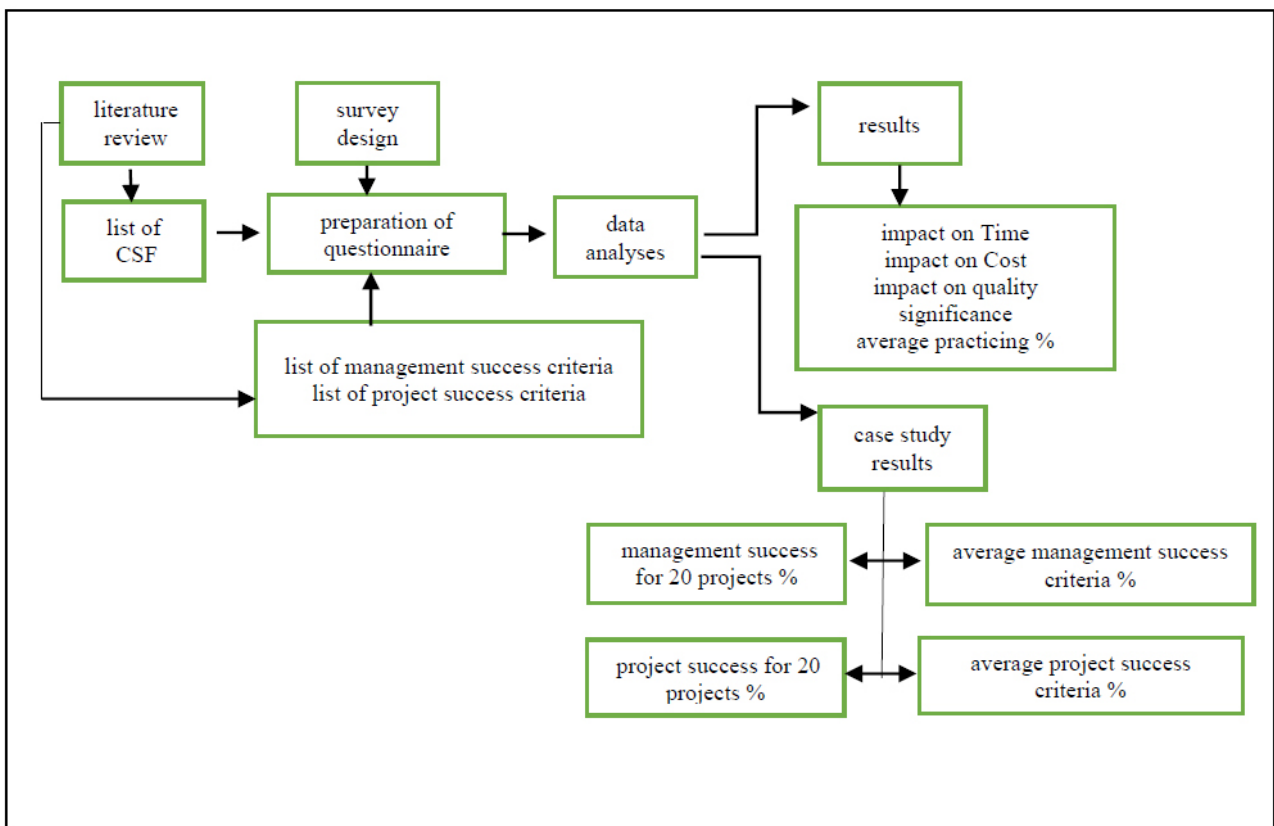 literature
review
survey
design
results
list of
CSF
preparation of
questionnaire
data
analyses
impact on Time
impact on Cost
impact on quality
significance
average practicing %
list of management success criteria
list of project success criteria
case study
results
management success
for 20 projects %
average management success
criteria %
project success for 20
projects %
average project success
criteria %